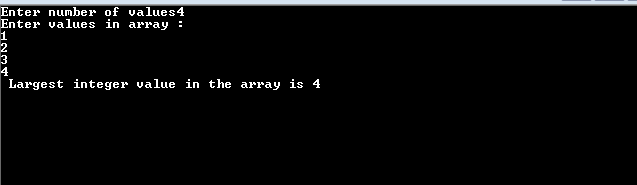 Enter number of values4
Enter values in array :
1
2
3
4
 Largest integer value in the array is 4